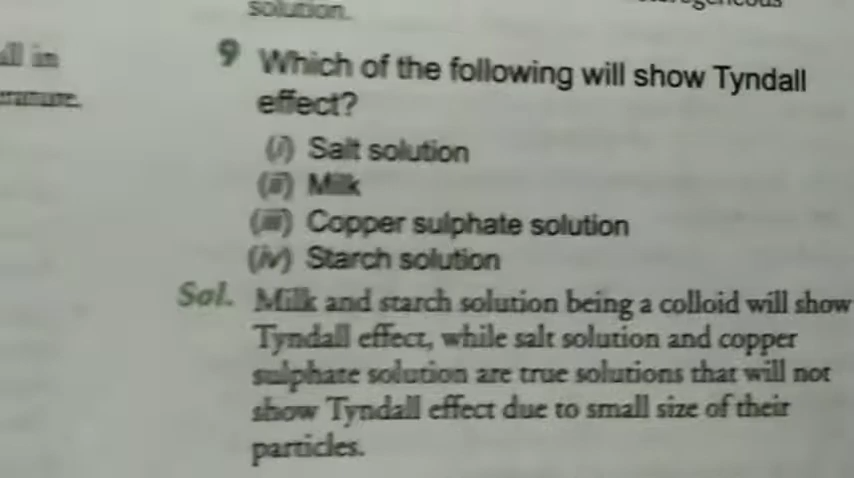 solution.
9 Which of the following will show Tyndall
effect?
(i) Salt solution
(ii) Milk
(iii) Copper sulphate solution
(iv) Starch solution
Sol. Milk and starch solution being a colloid will show
Tyndall effect, while salt solution and copper
sulphate solution are true solutions that will not
show Tyndall effect due to small size of their
particles.